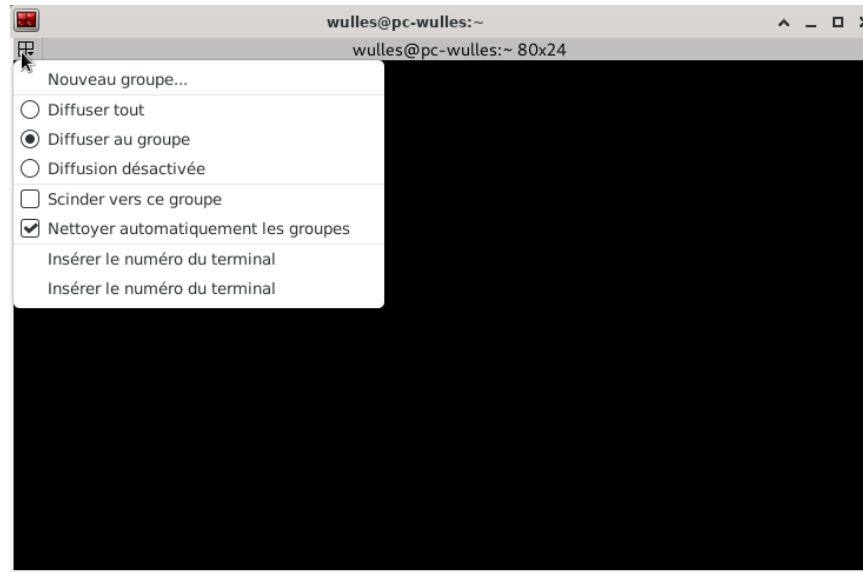 wulles@pc-wulles:~
wulles@pc-wulles:~ 80x24
Nouveau groupe...
Diffuser tout
Diffuser au groupe
Diffusion désactivée
Scinder vers ce groupe
Nettoyer automatiquement les groupes
Insérer le numéro du terminal
Insérer le numéro du terminal